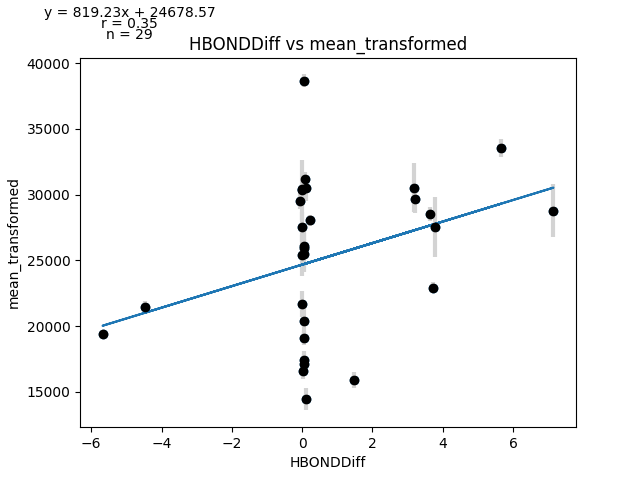 y = 819.23x + 24678.57
r = 0.35
n = 29
HBONDDiff vs mean_transformed
40000
35000
30000
25000
20000
15000
mean_transformed
−6
−4
−2
0
2
4
6
HBONDDiff